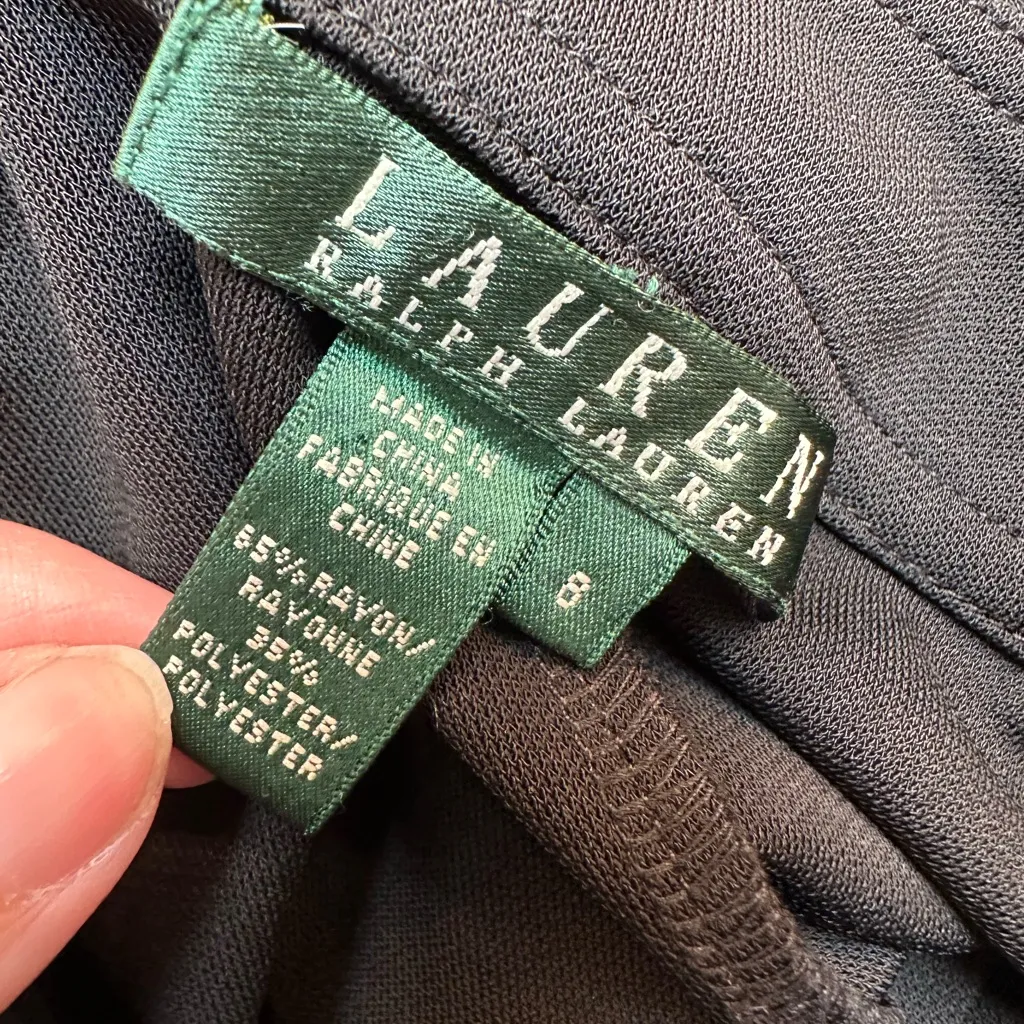 LAUREN
RALPH LAUREN
MADE IN
CHINA
FABRIQUE EN
CHINE
65% RAYON/
RAYONNE
35%
POLYESTER/
POLYESTER
8